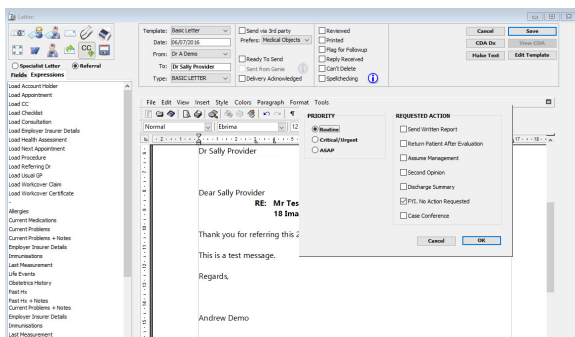 Letter
Template: Basic Letter
Date: 06/07/2016
From: Dr A Demo
To: Dr Sally Provider
Type: BASIC LETTER
Send via 3rd party
Prefers: Medical Objects
Ready To Send
Sent from Genie
Delivery Acknowledged
Reviewed
Printed
Flag for Followup
Reply Received
Can't Delete
Spellchecking
Cancel Save
CDA Dx View CDA
Make Text Edit Template
CC
Specialist Letter Referral
Fields Expressions
Load Account Holder
Load Appointment
Load CC
Load Checklist
Load Consultation
Load Employer Insurer Details
Load Health Assessment
Load Next Appointment
Load Procedure
Load Referring Dr
Load Usual GP
Load Workcover Claim
Load Workcover Certificate
-
Allergies
Current Medications
Current Problems
Current Problems + Notes
Employer Insurer Details
Immunisations
Last Measurement
Life Events
Obstetrics History
Past Hx
Past Hx + Notes
Current Problems + Notes
Employer Insurer Details
Immunisations
Last Measurement
File Edit View Insert Style Colors Paragraph Format Tools
Normal Ebrima 12
Dr Sally Provider
Dear Sally Provider
RE: Mr Tes
18 Ima
Thank you for referring this 2
This is a test message.
Regards,
Andrew Demo
PRIORITY
Routine
Critical/Urgent
ASAP
REQUESTED ACTION
Send Written Report
Return Patient After Evaluation
Assume Management
Second Opinion
Discharge Summary
FYI. No Action Requested
Case Conference
Cancel OK